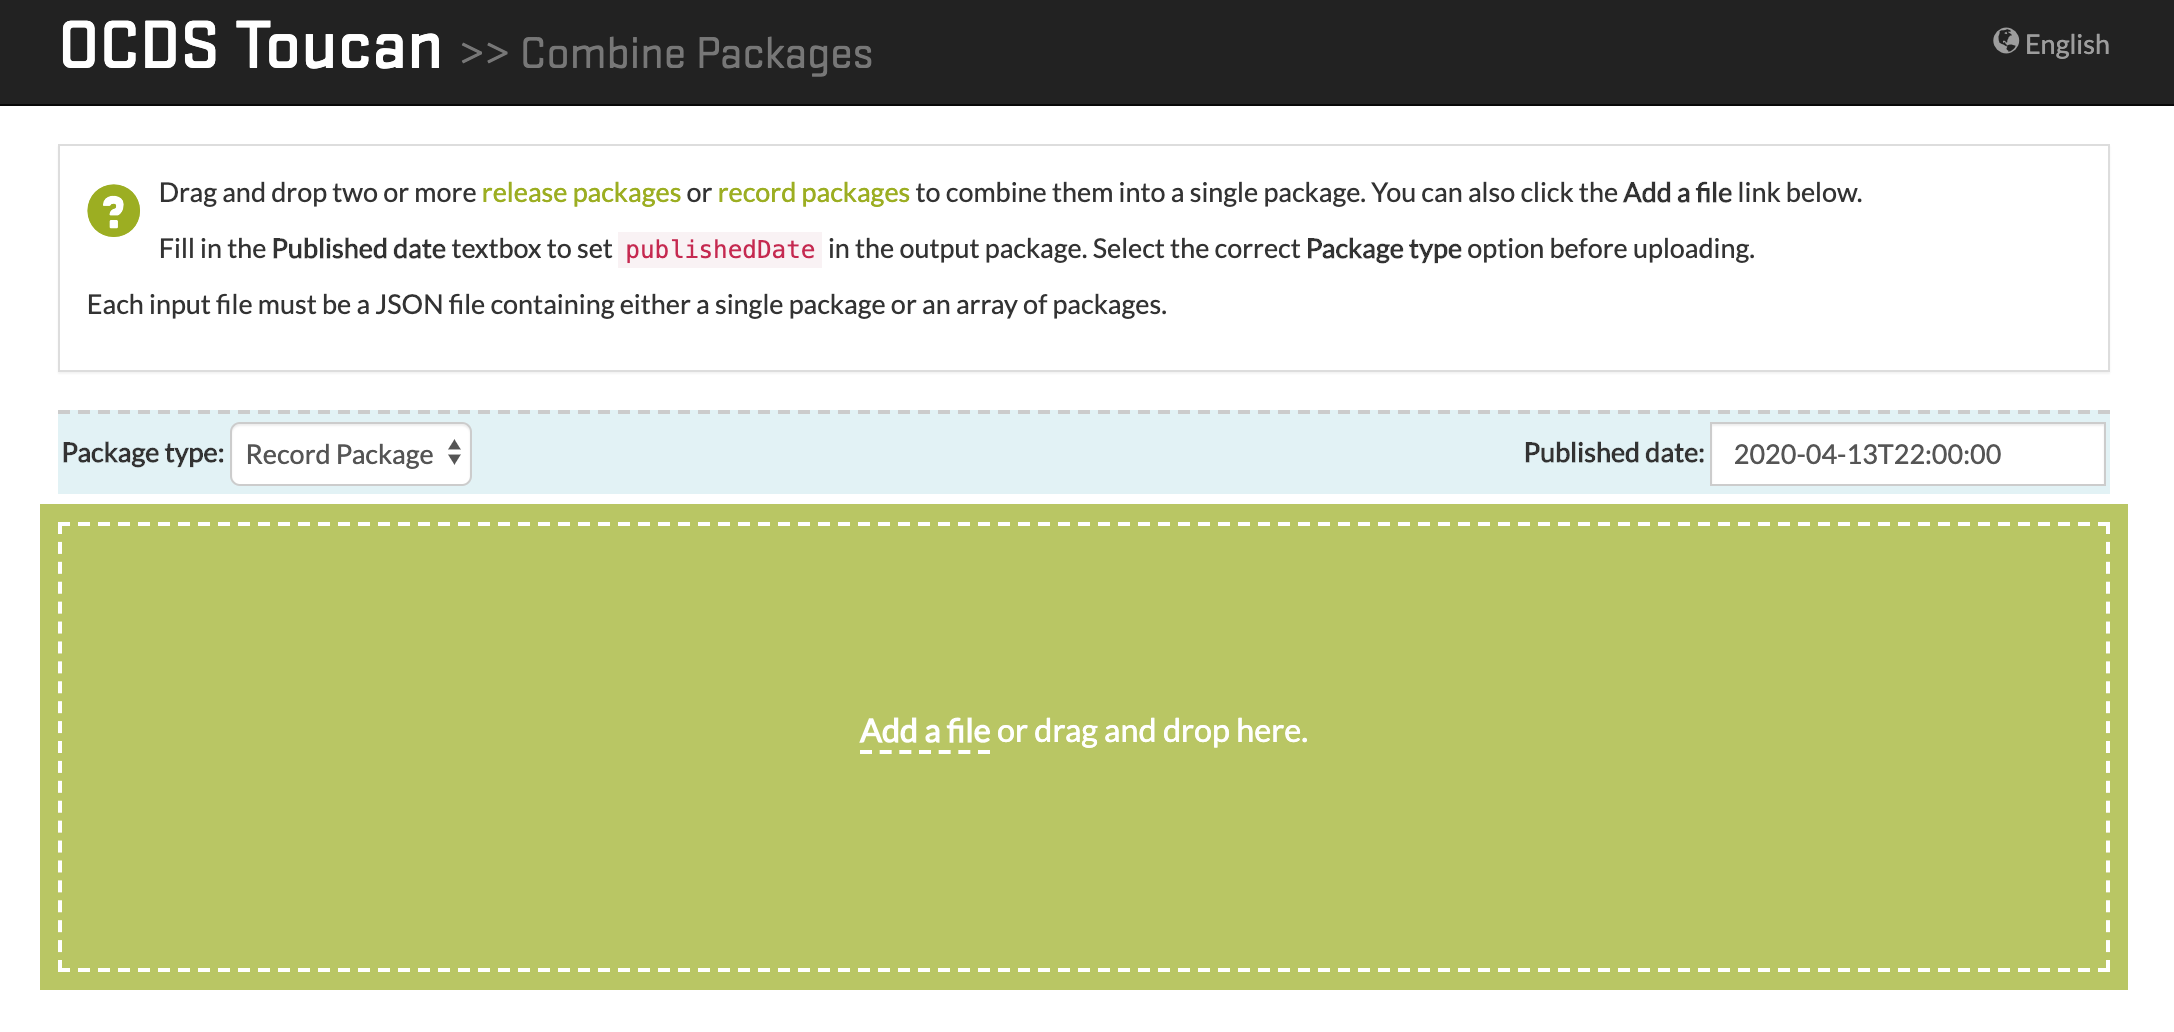 OCDS Toucan >> Combine Packages
English
Drag and drop two or more release packages or record packages to combine them into a single package. You can also click the Add a file link below.
Fill in the Published date textbox to set publishedDate in the output package. Select the correct Package type option before uploading.
Each input file must be a JSON file containing either a single package or an array of packages.
Package type: Record Package
Published date: 2020-04-13T22:00:00
Add a file or drag and drop here.